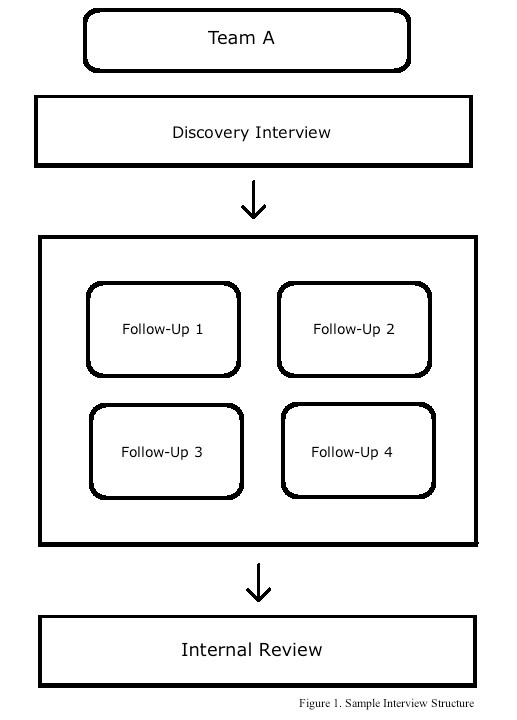 Team A
Discovery Interview
Follow-Up 1
Follow-Up 2
Follow-Up 3
Follow-Up 4
Internal Review
Figure 1. Sample Interview Structure